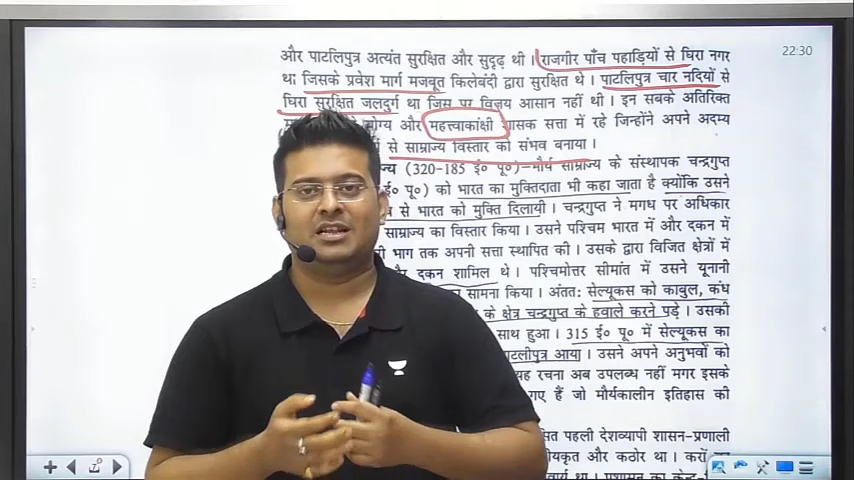 22:30
और पाटलिपुत्र अत्यंत सुरक्षित और सुदृढ़ थी। राजगीर पाँच पहाड़ियों से घिरा नगर
था जिसके प्रवेश मार्ग मजबूत किलेबंदी द्वारा सुरक्षित थे। पाटलिपुत्र चार नदियों से
घिरा सुरक्षित जलदुर्ग था जिस पर विजय आसान नहीं थी। इन सबके अतिरिक्त
योग्य और महत्त्वाकांक्षी शासक सत्ता में रहे जिन्होंने अपने अदम्य
से साम्राज्य विस्तार को संभव बनाया।
(320-185 ई० पू०)-मौर्य साम्राज्य के संस्थापक चन्द्रगुप्त
ई० पू०) को भारत का मुक्तिदाता भी कहा जाता है क्योंकि उसने
से भारत को मुक्ति दिलायी। चन्द्रगुप्त ने मगध पर अधिकार
साम्राज्य का विस्तार किया। उसने पश्चिम भारत में और दकन में
भाग तक अपनी सत्ता स्थापित की। उसके द्वारा विजित क्षेत्रों में
और दकन शामिल थे। पश्चिमोत्तर सीमांत में उसने यूनानी
सामना किया। अंततः सेल्यूकस को काबुल, कंध
के क्षेत्र चन्द्रगुप्त के हवाले करने पड़े। उसकी
साथ हुआ। 315 ई० पू० में सेल्यूकस का
पाटलीपुत्र आया। उसने अपने अनुभवों को
यह रचना अब उपलब्ध नहीं मगर इसके
गए हैं जो मौर्यकालीन इतिहास की
पहली देशव्यापी शासन-प्रणाली
और कठोर था। करों